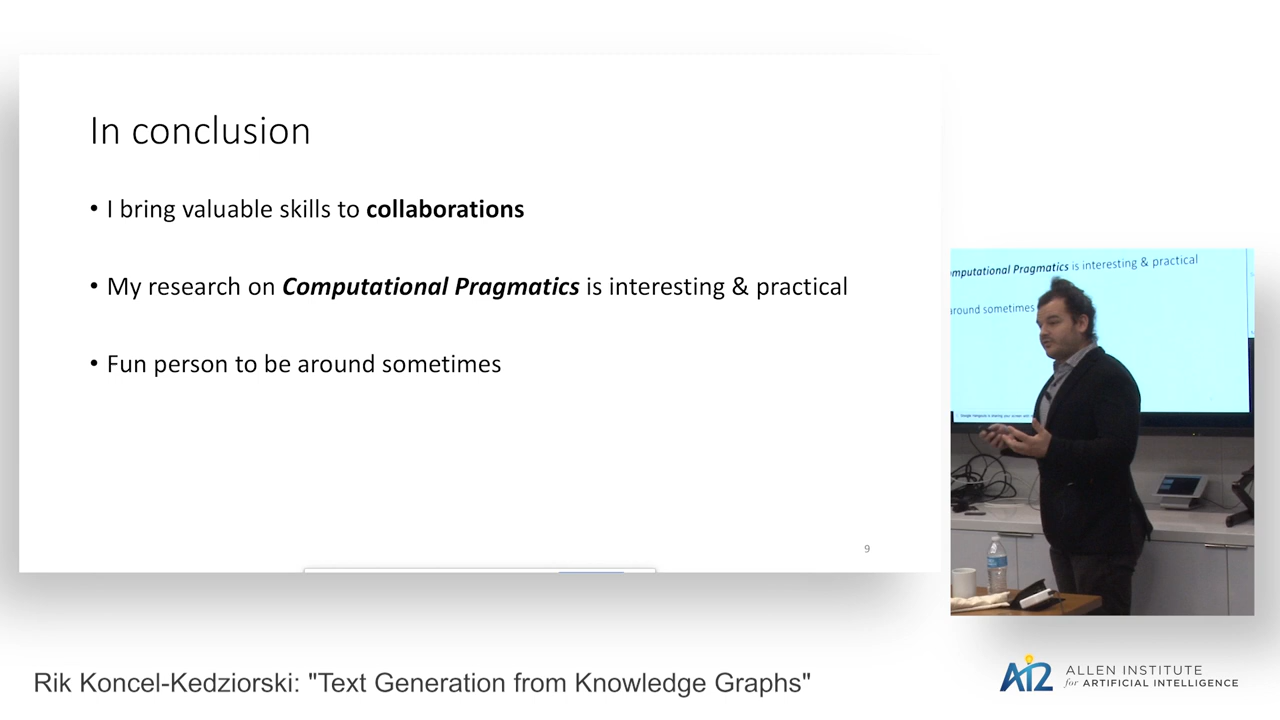 In conclusion
• I bring valuable skills to collaborations
• My research on Computational Pragmatics is interesting & practical
• Fun person to be around sometimes
9
mputational Pragmatics is interesting & practical
around sometimes
Rik Koncel-Kedziorski: "Text Generation from Knowledge Graphs"
AI2 ALLEN INSTITUTE
for ARTIFICIAL INTELLIGENCE